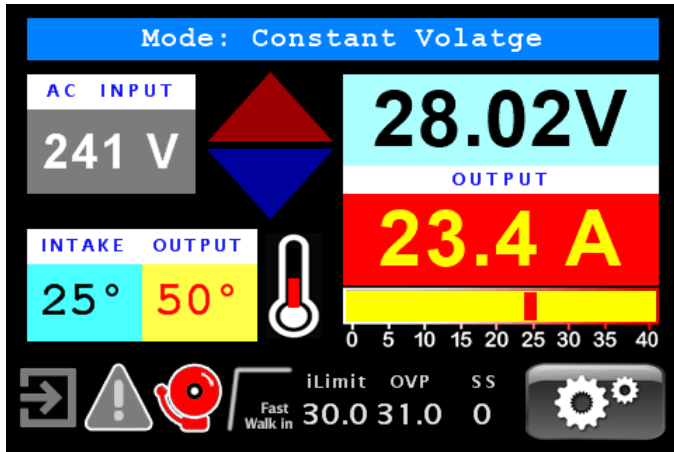 Mode: Constant Volatge
AC INPUT
241 V
28.02V
OUTPUT
23.4 A
INTAKE OUTPUT
25° 50°
0 5 10 15 20 25 30 35 40
iLimit OVP SS
Fast
Walk in
30.0 31.0 0